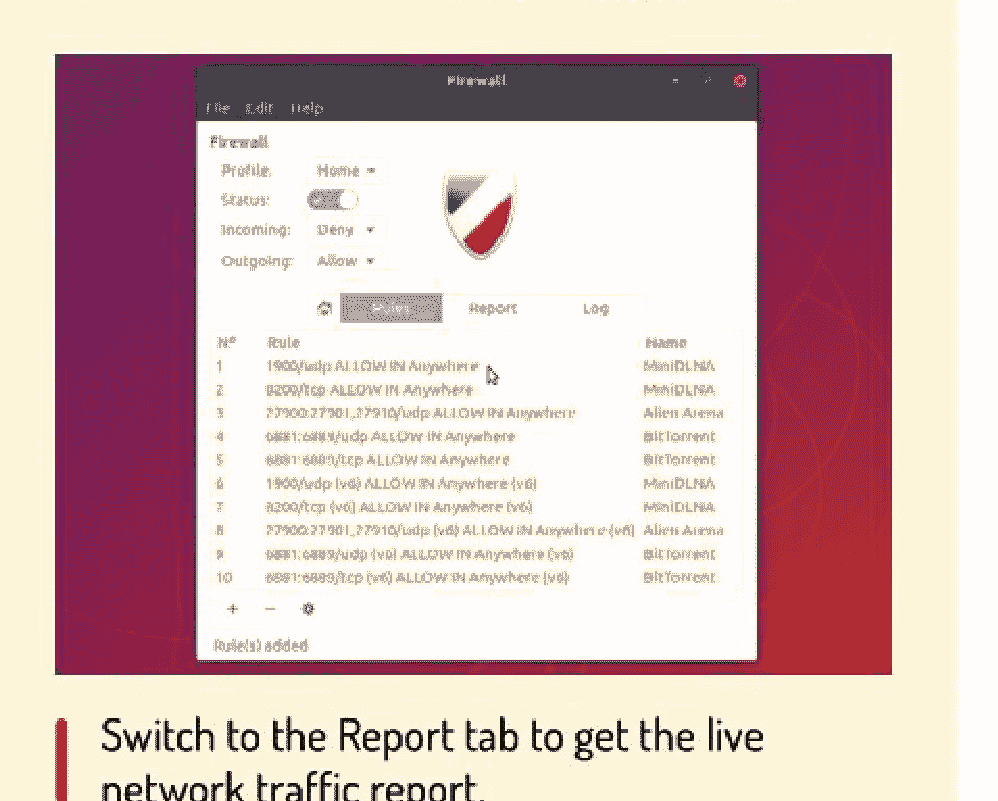 Firewall
File Edit Help
Firewall
Profile: Home
Status:
Incoming: Deny
Outgoing: Allow
Rules Report Log
Nº Rule Name
1 1900/udp ALLOW IN Anywhere MiniDLNA
2 8200/tcp ALLOW IN Anywhere MiniDLNA
3 27900:27901,27910/udp ALLOW IN Anywhere Alien Arena
4 6881:6889/udp ALLOW IN Anywhere BitTorrent
5 6881:6889/tcp ALLOW IN Anywhere BitTorrent
6 1900/udp (v6) ALLOW IN Anywhere (v6) MiniDLNA
7 8200/tcp (v6) ALLOW IN Anywhere (v6) MiniDLNA
8 27900:27901,27910/udp (v6) ALLOW IN Anywhere (v6) Alien Arena
9 6881:6889/udp (v6) ALLOW IN Anywhere (v6) BitTorrent
10 6881:6889/tcp (v6) ALLOW IN Anywhere (v6) BitTorrent
Rule(s) added
Switch to the Report tab to get the live
network traffic report.